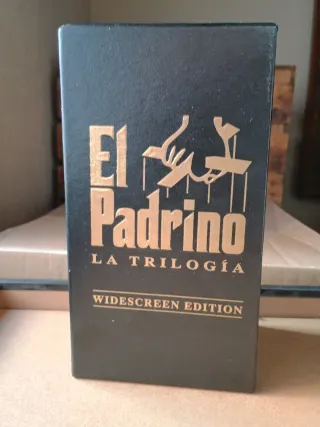 El
Padrino
LA TRILOGÍA
WIDESCREEN EDITION